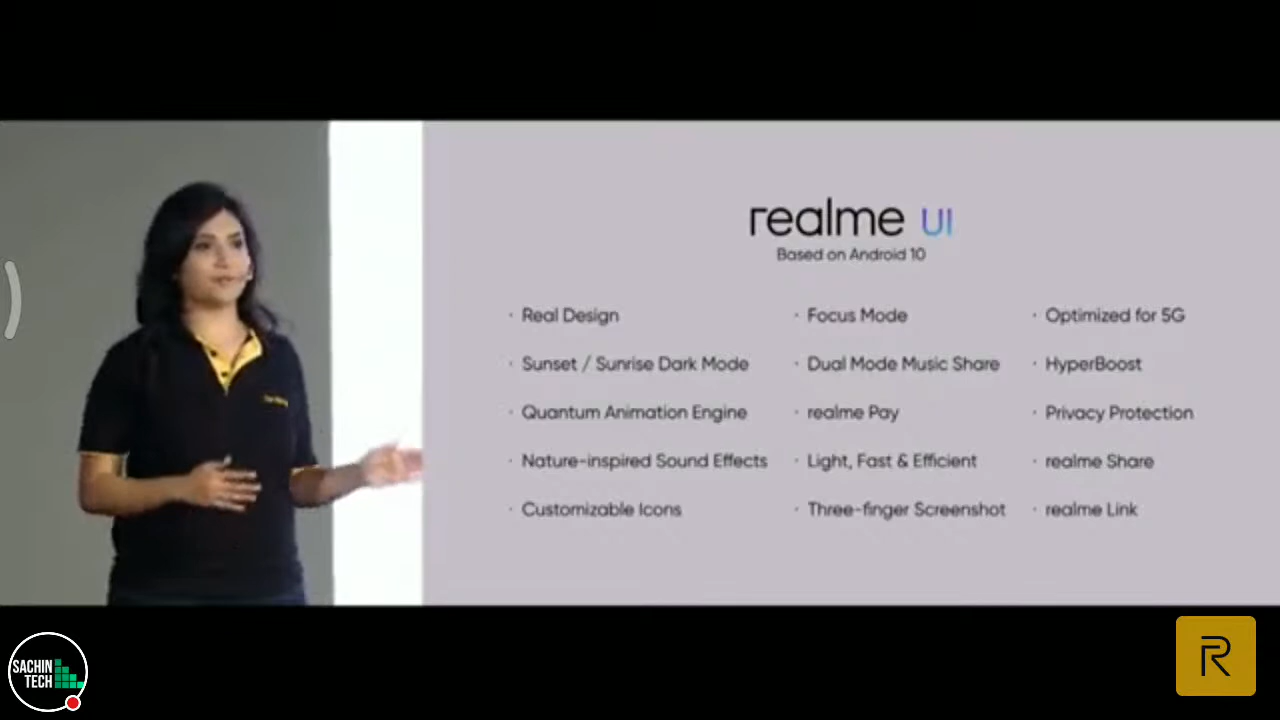 realme UI
Based on Android 10
· Real Design
· Sunset / Sunrise Dark Mode
· Quantum Animation Engine
· Nature-inspired Sound Effects
· Customizable Icons
· Focus Mode
· Dual Mode Music Share
· realme Pay
· Light, Fast & Efficient
· Three-finger Screenshot
· Optimized for 5G
· HyperBoost
· Privacy Protection
· realme Share
· realme Link
SACHIN
TECH
R